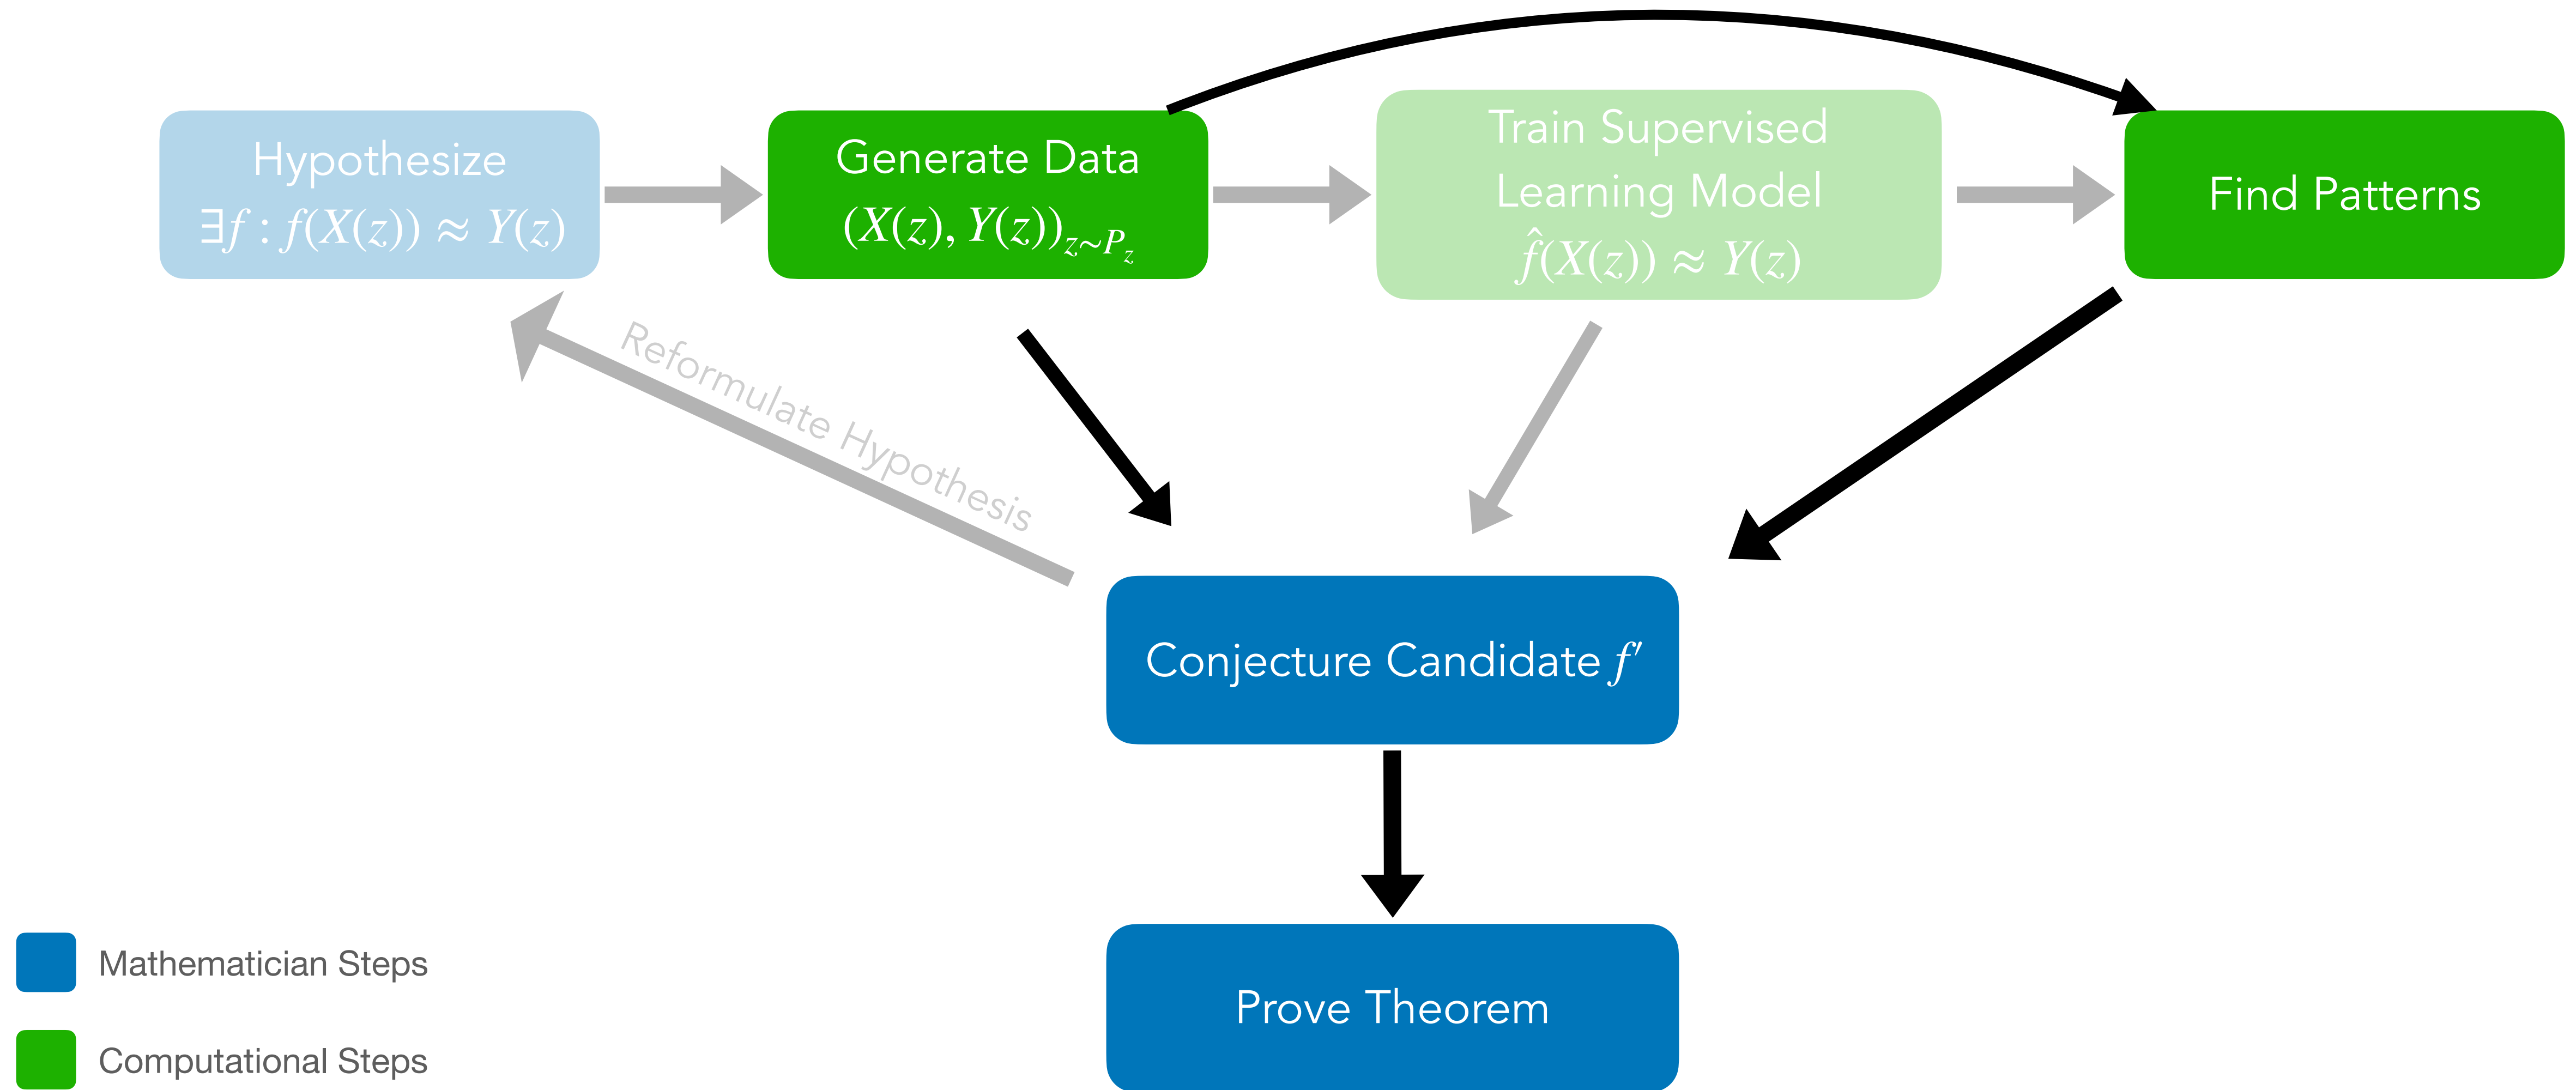 Hypothesize
∃f : f(X(z)) ≈ Y(z)
Generate Data
(X(z), Y(z))_{z∼P_z}
Train Supervised
Learning Model
f̂(X(z)) ≈ Y(z)
Find Patterns
Reformulate Hypothesis
Conjecture Candidate f′
Prove Theorem
Mathematician Steps
Computational Steps